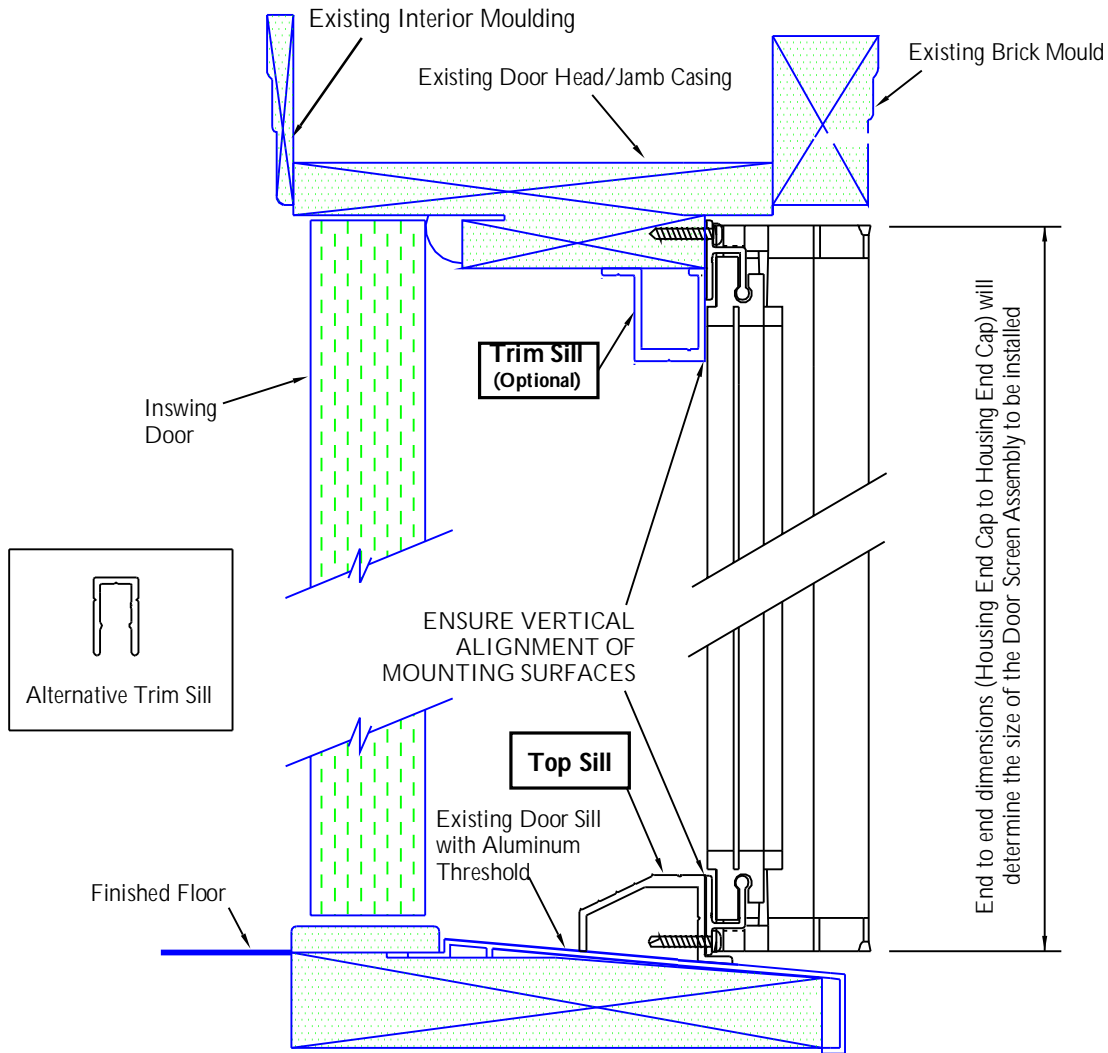 Existing Interior Moulding
Existing Door Head/Jamb Casing
Existing Brick Mould
Trim Sill
(Optional)
Inswing
Door
End to end dimensions (Housing End Cap to Housing End Cap) will
determine the size of the Door Screen Assembly to be installed
ENSURE VERTICAL
ALIGNMENT OF
MOUNTING SURFACES
Alternative Trim Sill
Top Sill
Existing Door Sill
with Aluminum
Threshold
Finished Floor